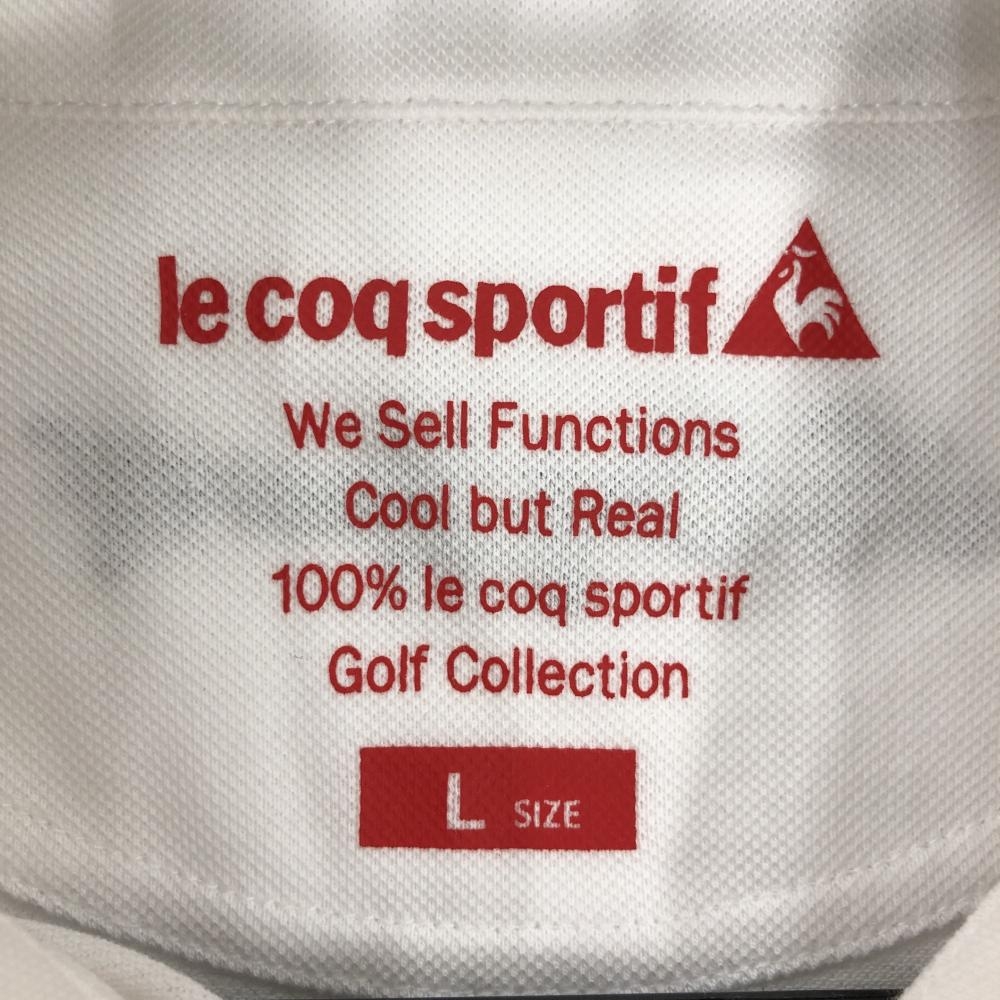 le coq sportif
We Sell Functions
Cool but Real
100% le coq sportif
Golf Collection
L SIZE